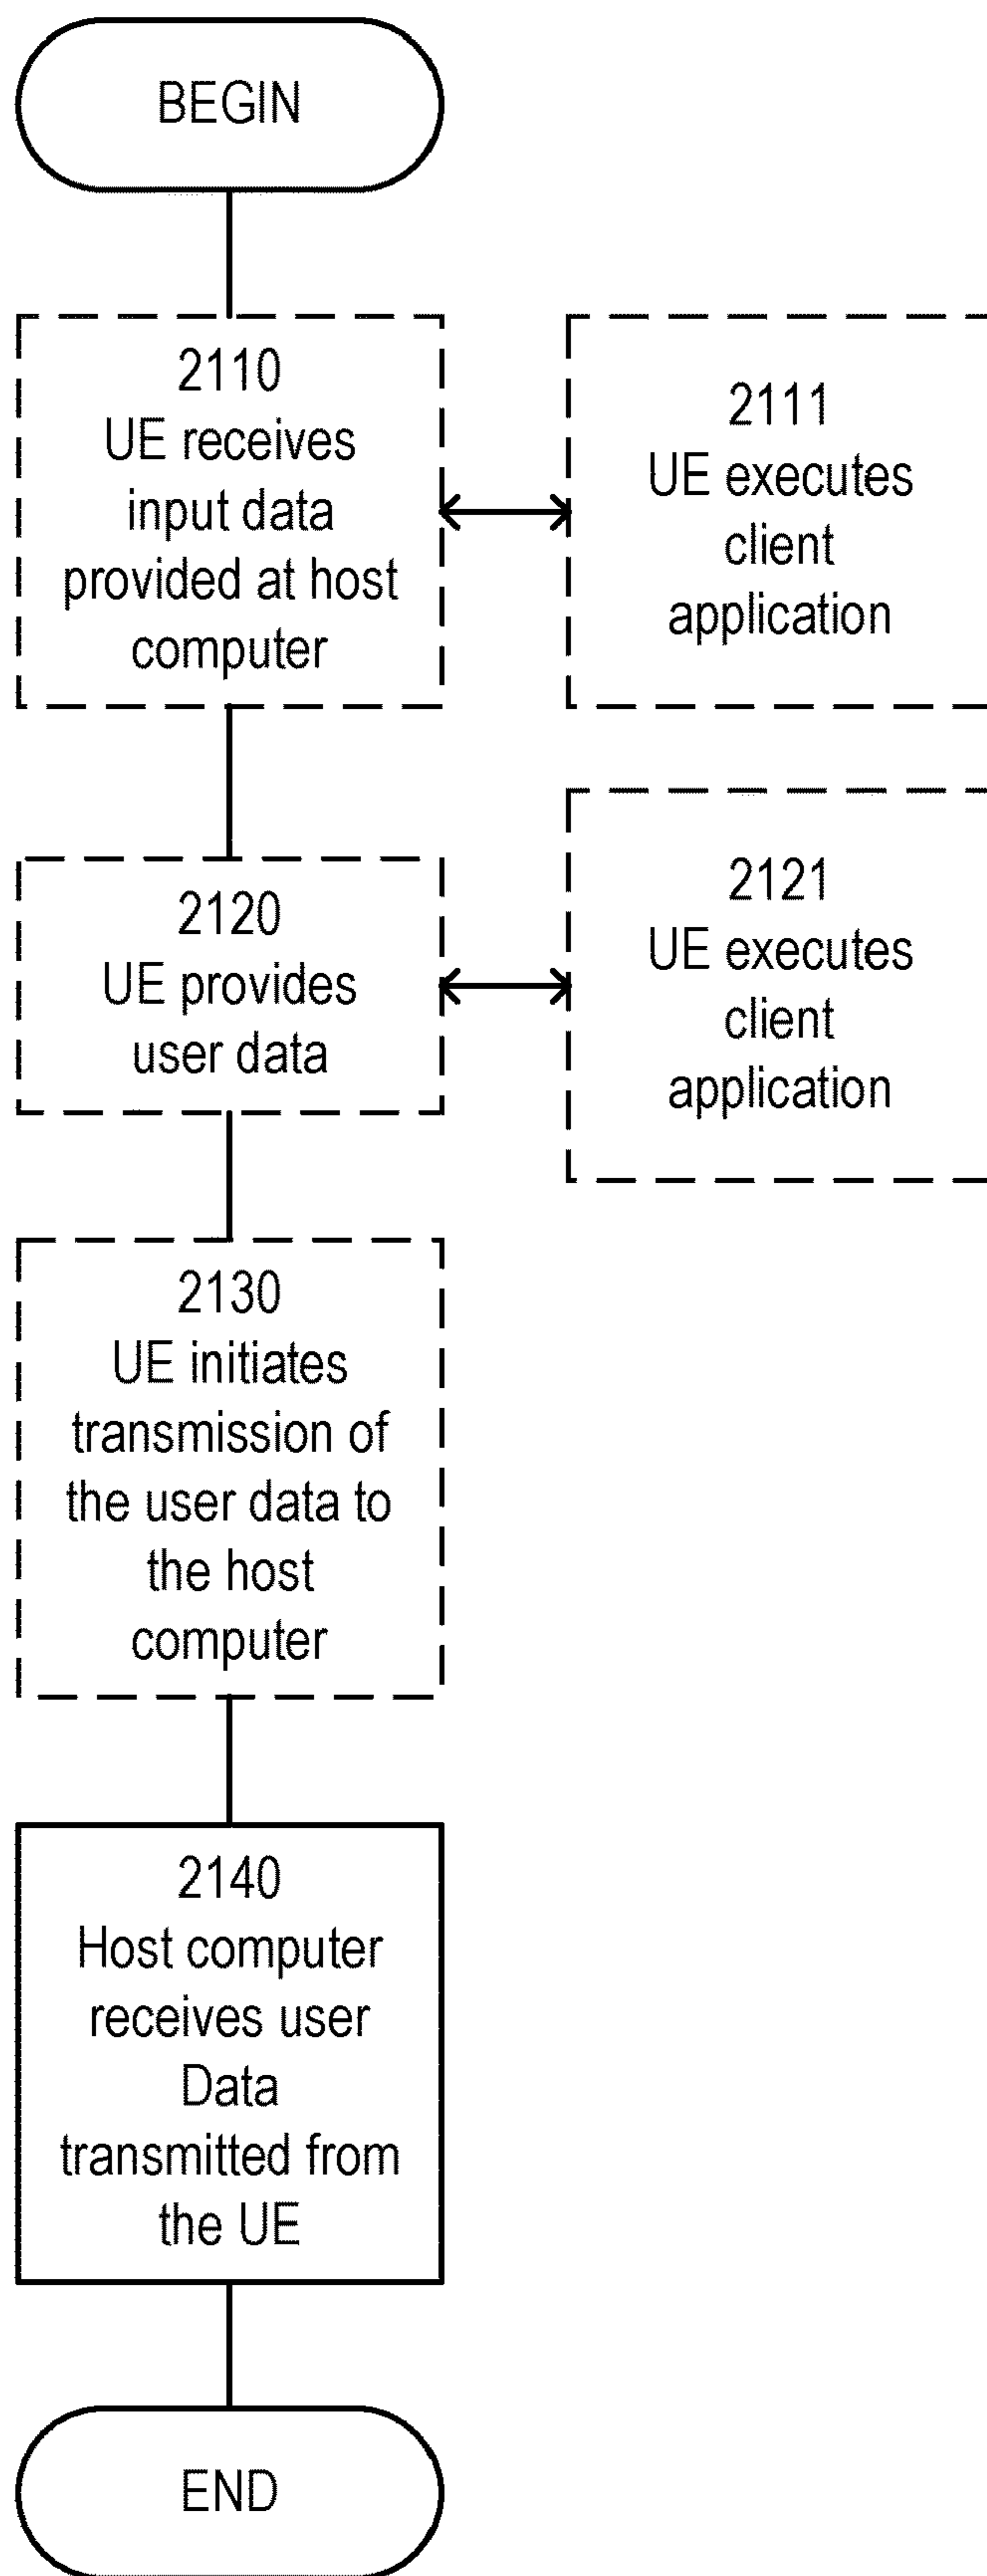 BEGIN
2110
UE receives
input data
provided at host
computer
2111
UE executes
client
application
2120
UE provides
user data
2121
UE executes
client
application
2130
UE initiates
transmission of
the user data to
the host
computer
2140
Host computer
receives user
Data
transmitted from
the UE
END